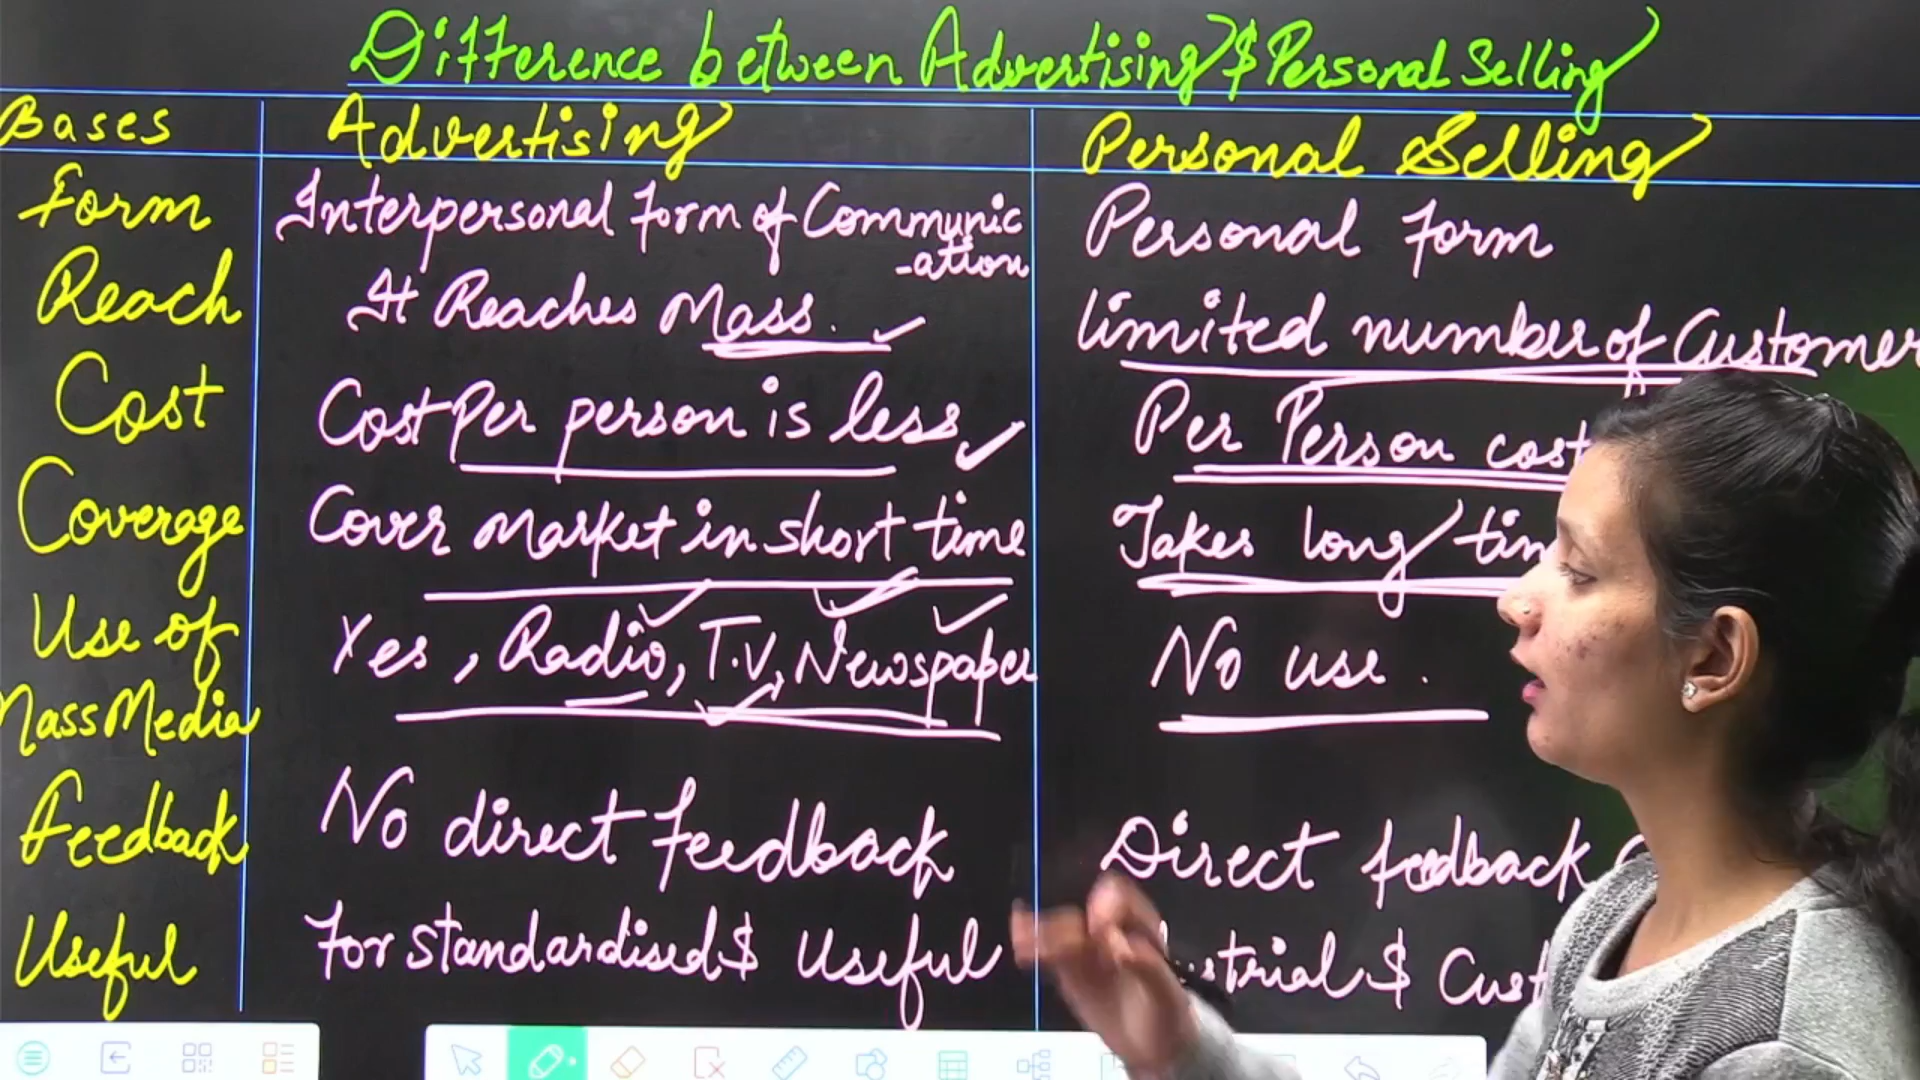 Difference between Advertising & Personal Selling
Bases Advertising Personal Selling
Form Interpersonal Form of Communic Personal Form
-ation
Reach It Reaches Mass. limited number of Customer
Cost Cost Per person is less Per Person cost
Coverage Cover Market in short time Takes long
Use of Yes, Radio, T.V, Newspaper No use.
Mass Media
Feedback No direct feedback Direct feedback
Useful For standardised & Useful &